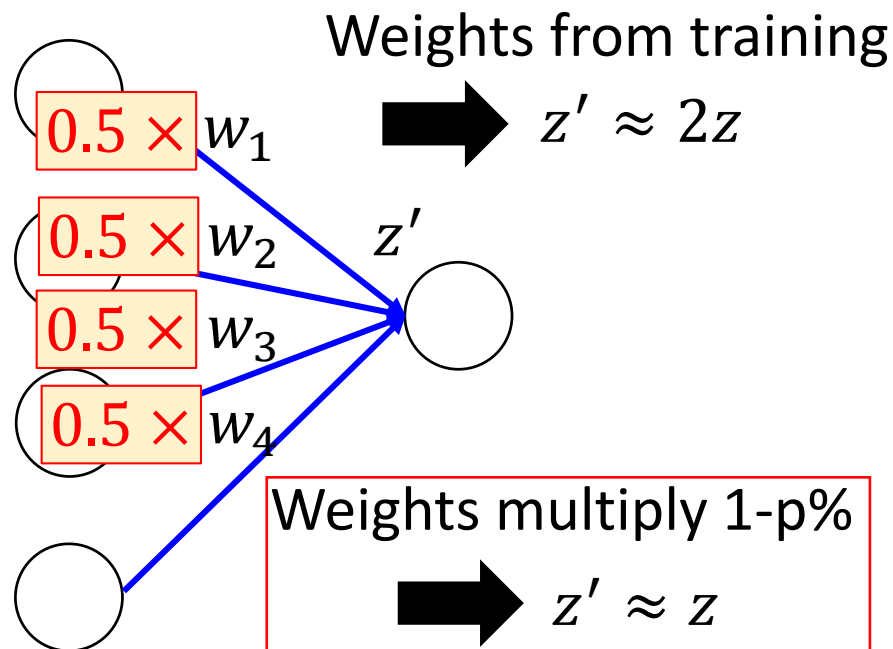 Weights from training
0.5 × w₁
z′ ≈ 2z
0.5 × w₂
z′
0.5 × w₃
0.5 × w₄
Weights multiply 1-p%
z′ ≈ z